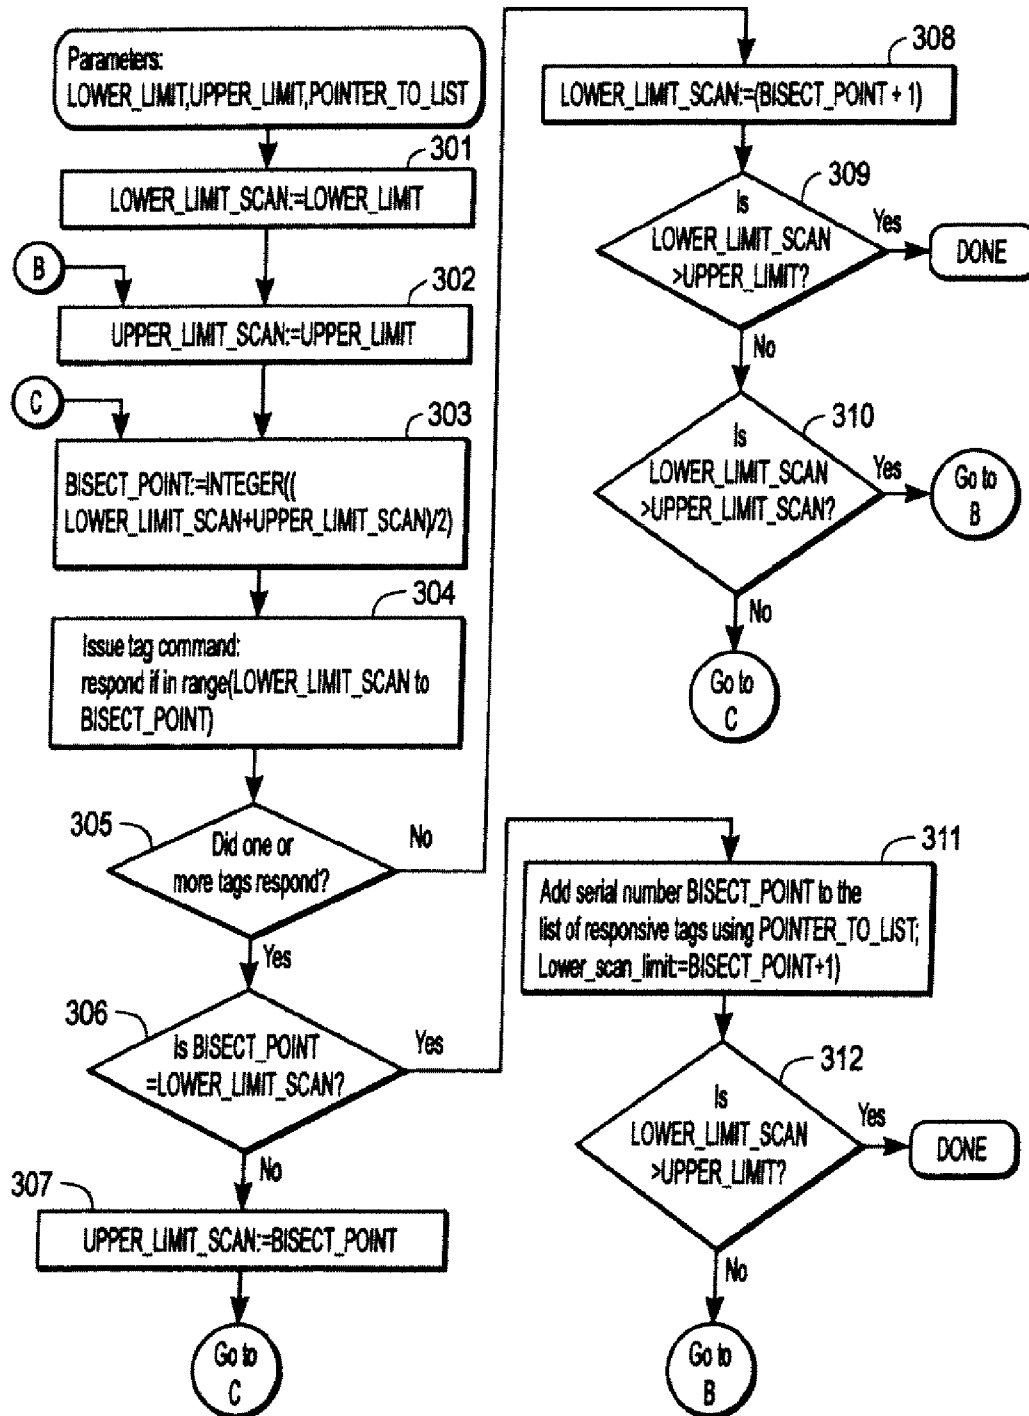 Parameters:
LOWER_LIMIT,UPPER_LIMIT,POINTER_TO_LIST
301
LOWER_LIMIT_SCAN:=LOWER_LIMIT
B
302
UPPER_LIMIT_SCAN:=UPPER_LIMIT
C
303
BISECT_POINT:=INTEGER((
LOWER_LIMIT_SCAN+UPPER_LIMIT_SCAN)/2)
304
Issue tag command:
respond if in range(LOWER_LIMIT_SCAN to
BISECT_POINT)
305
Did one or
more tags respond?
No
Yes
306
Is BISECT_POINT
=LOWER_LIMIT_SCAN?
Yes
No
307
UPPER_LIMIT_SCAN:=BISECT_POINT
Go to
C
308
LOWER_LIMIT_SCAN:=(BISECT_POINT + 1)
309
Is
LOWER_LIMIT_SCAN
>UPPER_LIMIT?
Yes
DONE
No
310
Is
LOWER_LIMIT_SCAN
>UPPER_LIMIT_SCAN?
Yes
Go to
B
No
Go to
C
311
Add serial number BISECT_POINT to the
list of responsive tags using POINTER_TO_LIST;
Lower_scan_limit:=BISECT_POINT+1)
312
Is
LOWER_LIMIT_SCAN
>UPPER_LIMIT?
Yes
DONE
No
Go to
B